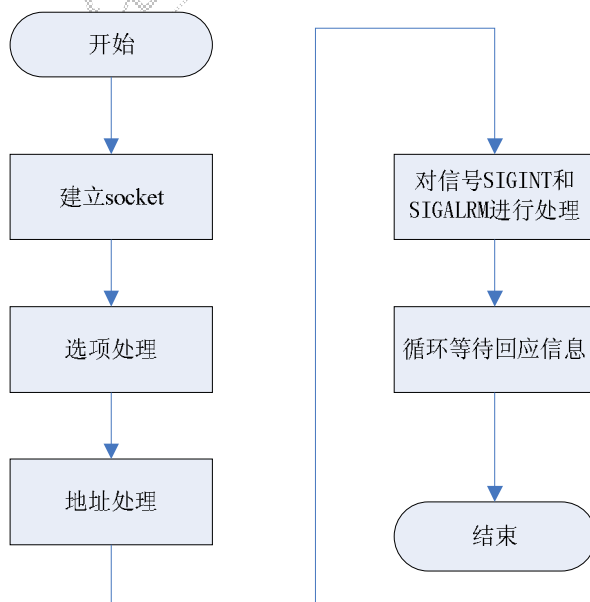 开始
建立socket
选项处理
地址处理
对信号SIGINT和
SIGALRM进行处理
循环等待回应信息
结束